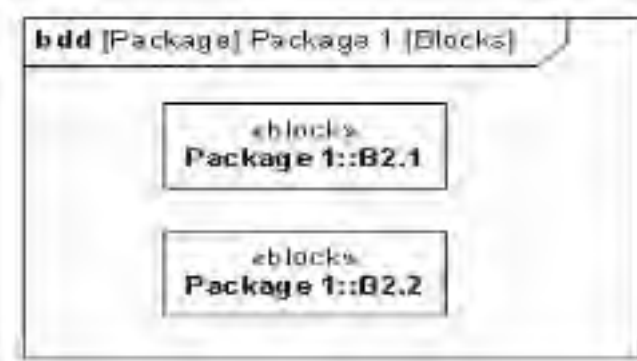 bdd [Package] Package 1 [Blocks]
«block»
Package 1::B2.1
«block»
Package 1::B2.2